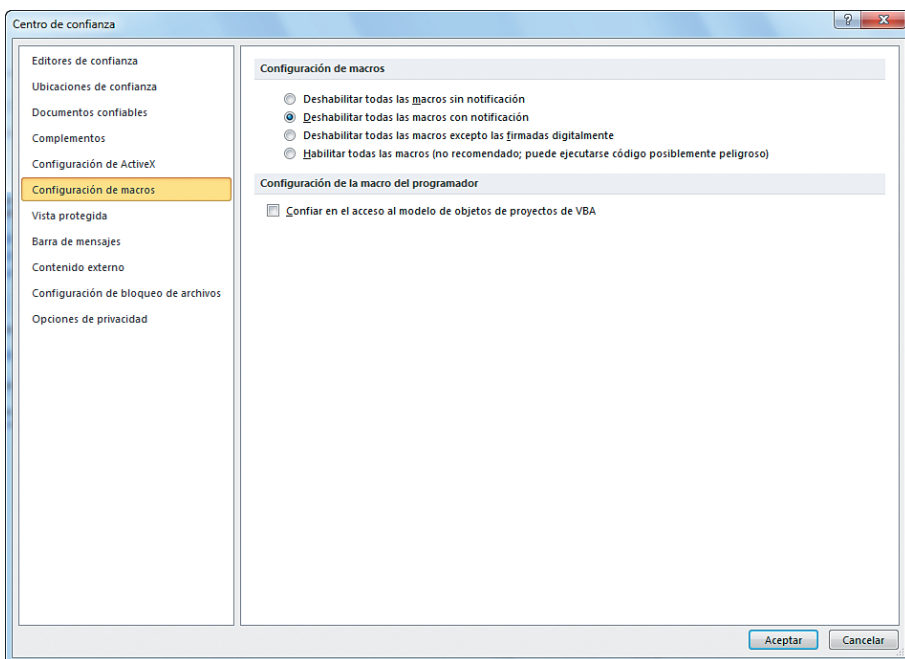 Centro de confianza
Editores de confianza
Ubicaciones de confianza
Documentos confiables
Complementos
Configuración de ActiveX
Configuración de macros
Vista protegida
Barra de mensajes
Contenido externo
Configuración de bloqueo de archivos
Opciones de privacidad
Configuración de macros
Deshabilitar todas las macros sin notificación
Deshabilitar todas las macros con notificación
Deshabilitar todas las macros excepto las firmadas digitalmente
Habilitar todas las macros (no recomendado; puede ejecutarse código posiblemente peligroso)
Configuración de la macro del programador
Confiar en el acceso al modelo de objetos de proyectos de VBA
Aceptar
Cancelar